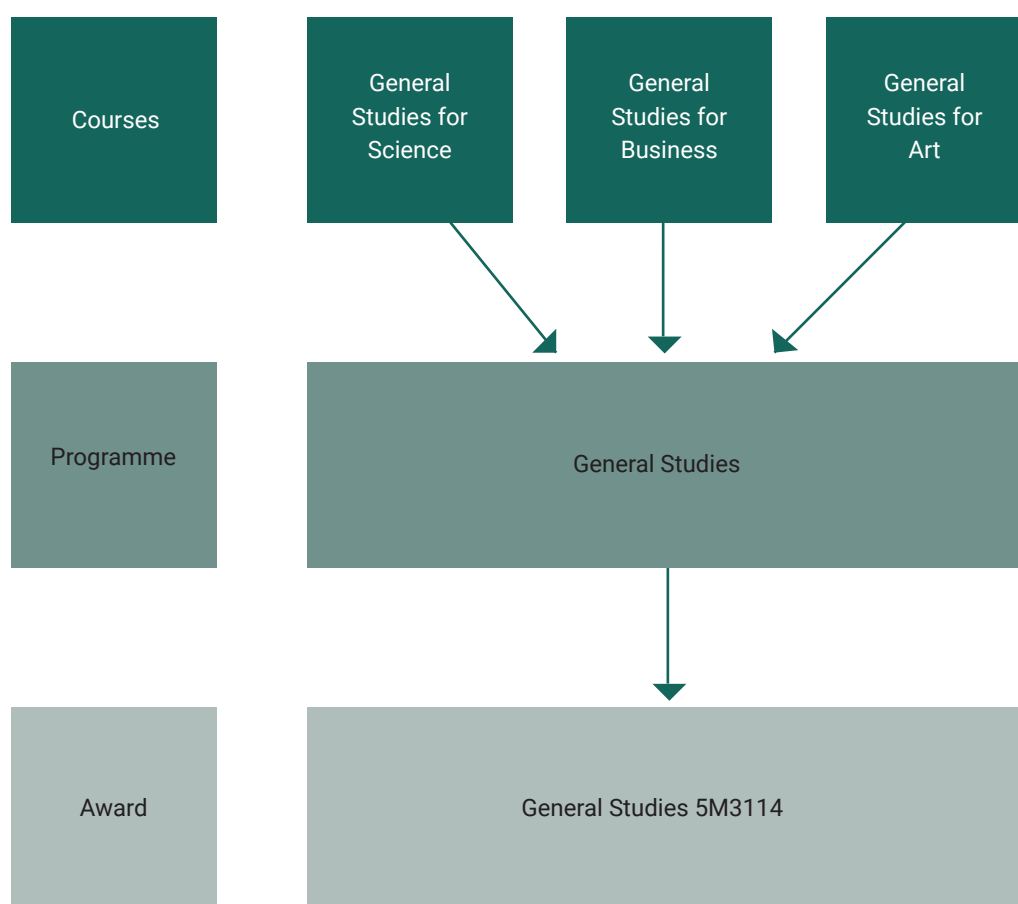 Courses
General
Studies for
Science
General
Studies for
Business
General
Studies for
Art
Programme
General Studies
Award
General Studies 5M3114